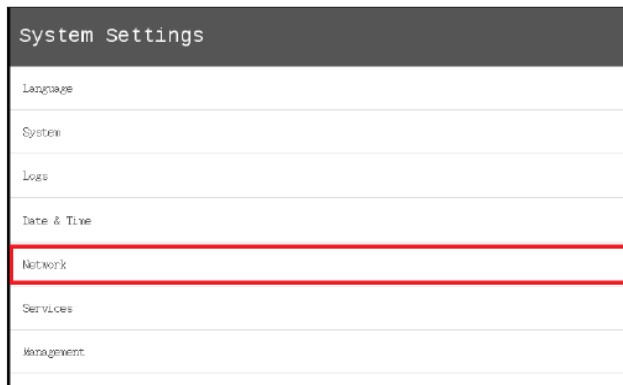 System Settings
Language
System
Logs
Date & Time
Network
Services
Management